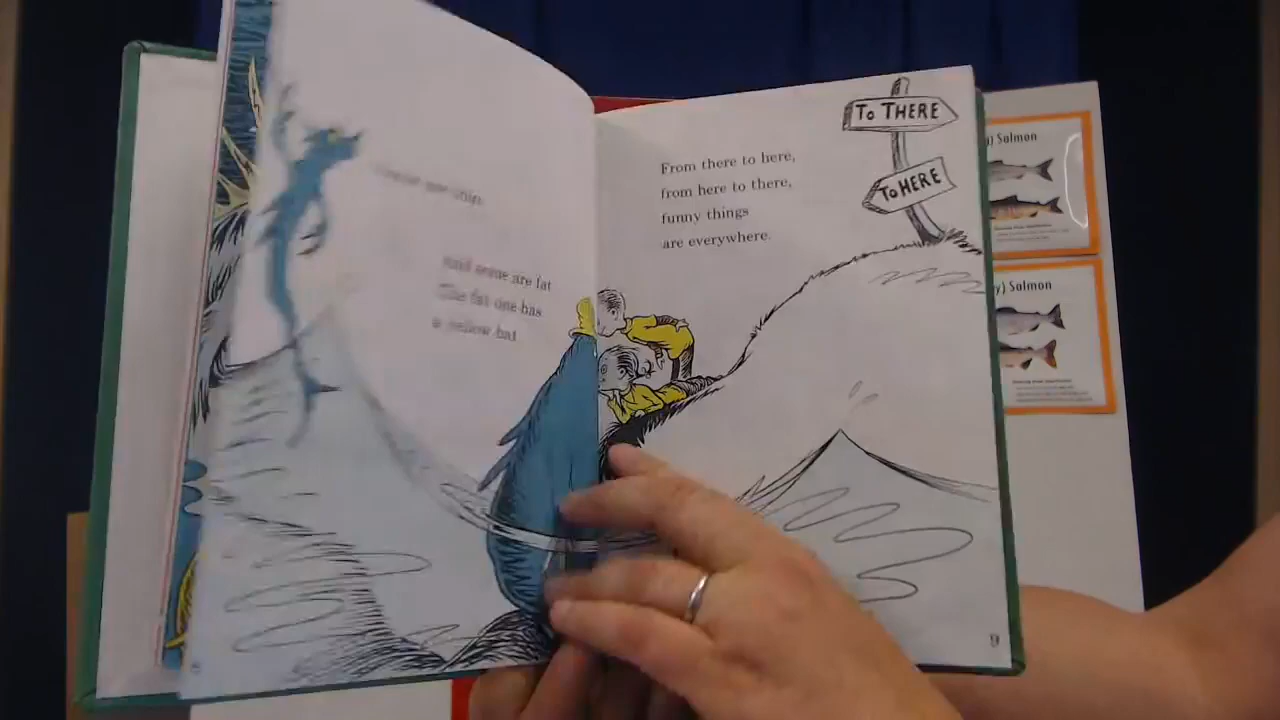 And some are fat
The fat one has
a yellow hat
From there to here,
from here to there,
funny things
are everywhere.
TO THERE
TO HERE
9
Salmon
y) Salmon